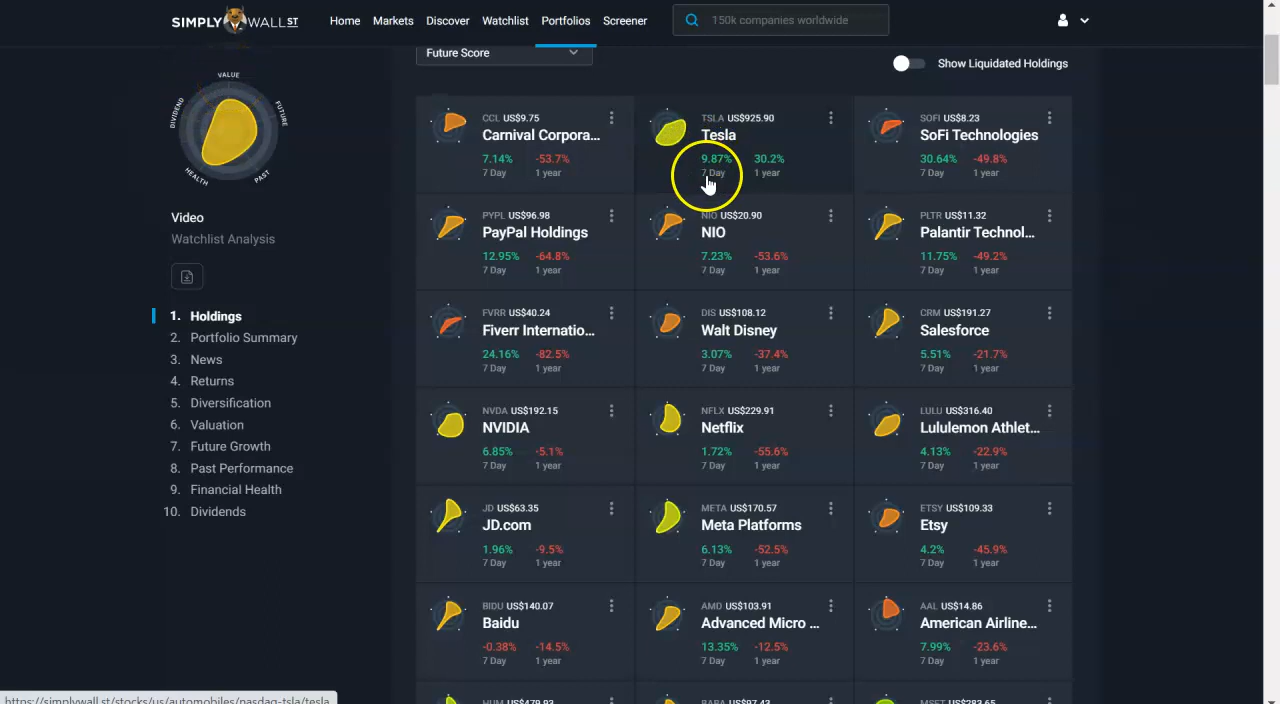 SIMPLY WALL ST
Home Markets Discover Watchlist Portfolios Screener
150k companies worldwide
Future Score
Show Liquidated Holdings
VALUE
FUTURE
PAST
HEALTH
DIVIDEND
Video
Watchlist Analysis
1. Holdings
2. Portfolio Summary
3. News
4. Returns
5. Diversification
6. Valuation
7. Future Growth
8. Past Performance
9. Financial Health
10. Dividends
CCL US$9.75
Carnival Corpora...
7.14% -53.7%
7 Day 1 year
TSLA US$925.90
Tesla
9.87% 30.2%
7 Day 1 year
SOFI US$8.23
SoFi Technologies
30.64% -49.8%
7 Day 1 year
PYPL US$96.98
PayPal Holdings
12.95% -64.8%
7 Day 1 year
NIO US$20.90
NIO
7.23% -53.6%
7 Day 1 year
PLTR US$11.32
Palantir Technol...
11.75% -49.2%
7 Day 1 year
FVRR US$40.24
Fiverr Internatio...
24.16% -82.5%
7 Day 1 year
DIS US$108.12
Walt Disney
3.07% -37.4%
7 Day 1 year
CRM US$191.27
Salesforce
5.51% -21.7%
7 Day 1 year
NVDA US$192.15
NVIDIA
6.85% -5.1%
7 Day 1 year
NFLX US$229.91
Netflix
1.72% -55.6%
7 Day 1 year
LULU US$316.40
Lululemon Athlet...
4.13% -22.9%
7 Day 1 year
JD US$63.35
JD.com
1.96% -9.5%
7 Day 1 year
META US$170.57
Meta Platforms
6.13% -52.5%
7 Day 1 year
ETSY US$109.33
Etsy
4.2% -45.9%
7 Day 1 year
BIDU US$140.07
Baidu
-0.38% -14.5%
7 Day 1 year
AMD US$103.91
Advanced Micro ...
13.35% -12.5%
7 Day 1 year
AAL US$14.86
American Airline...
7.99% -23.6%
7 Day 1 year
HUM US$479.93
BABA US$97.43
MSFT US$283.65
https://simplywall.st/stocks/us/automobiles/nasdaq-tsla/tesla